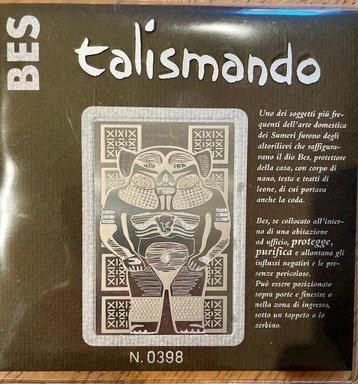 BES
talismando
Uno dei soggetti più fre-
quenti dell'arte domestica
dei Sumeri furono degli
altorilievi che raffigura-
vano il dio Bes, protettore
della casa, con corpo di
nano, testa e tratti di
leone, di cui portava
anche la coda.
Bes, se collocato all'inter-
no di una abitazione
od ufficio, protegge,
purifica e allontana gli
influssi negativi e le pre-
senze pericolose.
Può essere posizionato
sopra porte e finestre o
nella zona di ingresso,
sotto un tappeto o lo
zerbino.
N. 0398